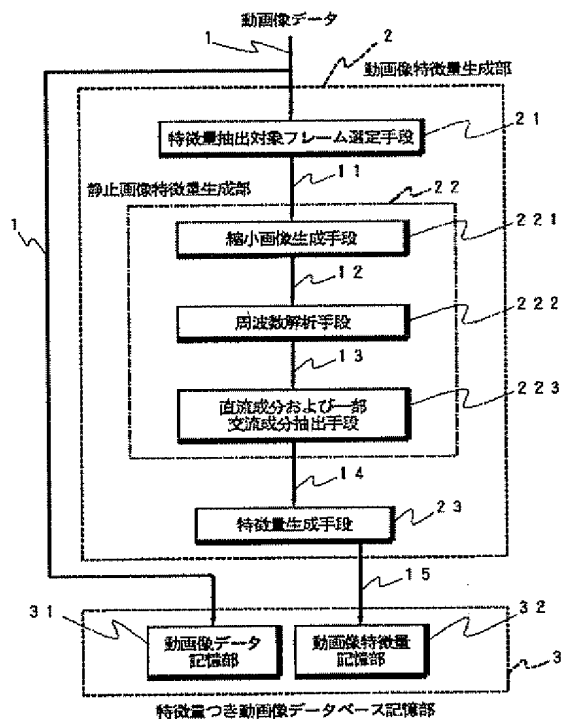 動画像データ
1
2
動画像特徴量生成部
21
特徴量抽出対象フレーム選定手段
11
静止画像特徴量生成部
22
221
縮小画像生成手段
1
12
222
周波数解析手段
13
223
直流成分および一部
交流成分抽出手段
14
23
特徴量生成手段
15
31
32
動画像データ
記憶部
動画像特徴量
記憶部
3
特徴量つき動画像データベース記憶部